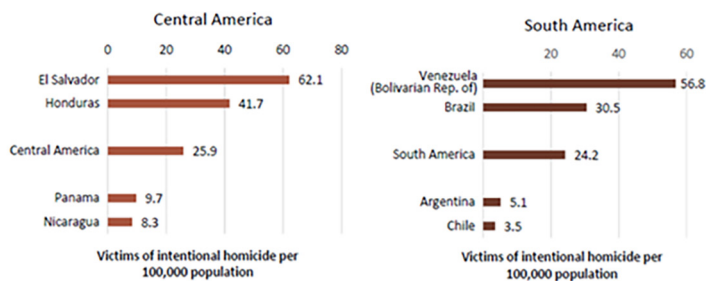 Central America
0 20 40 60 80
El Salvador 62.1
Honduras 41.7
Central America 25.9
Panama 9.7
Nicaragua 8.3
Victims of intentional homicide per
100,000 population
South America
20 40 60
Venezuela
(Bolivarian Rep. of) 56.8
Brazil 30.5
South America 24.2
Argentina 5.1
Chile 3.5
Victims of intentional homicide per
100,000 population